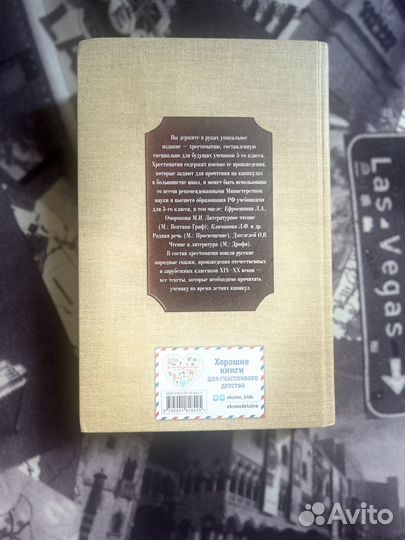 Вы держите в руках уникальное
издание — хрестоматию, составленную
специально для будущих учеников 5-го класса.
Хрестоматия содержит именно те произведения,
которые задают для прочтения на каникулах
в большинстве школ, и может быть использована
со всеми рекомендованными Министерством
науки и высшего образования РФ учебниками
для 5-го класса, в том числе: Ефросинина Л.А.,
Оморокова М.И. Литературное чтение
(М.: Вентана-Граф); Климанова Л.Ф. и др.
Родная речь (М.: Просвещение); Джежелей О.В.
Чтение и литература (М.: Дрофа).
В состав хрестоматии вошли русские
народные сказки, произведения отечественных
и зарубежных классиков XIX–XX веков —
все тексты, которые необходимо прочитать
ученику во время летних каникул.
Хорошие
книги
для счастливого
детства
eksmo_kids
eksmodetstvo
Las Vegas
Avito